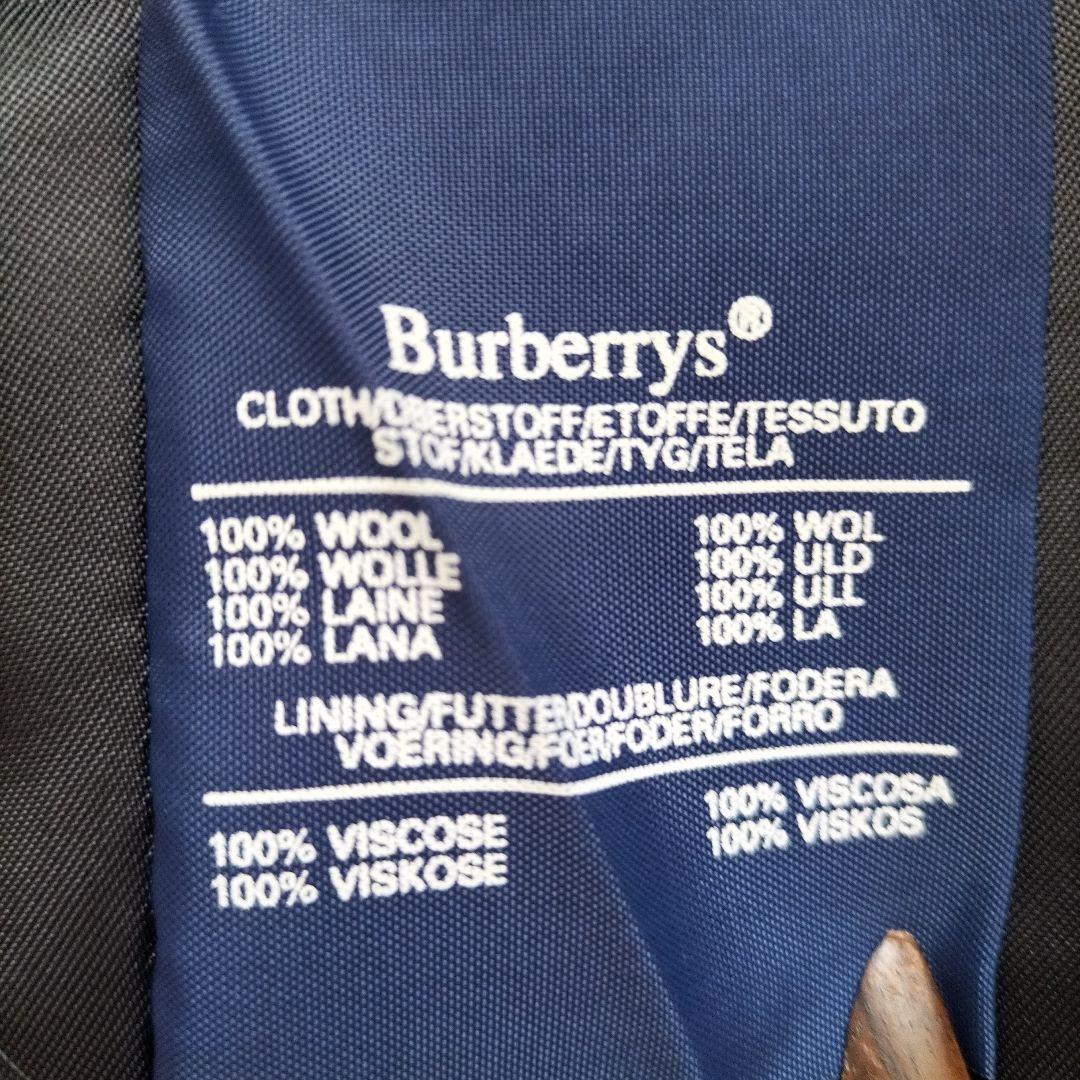 Burberrys®
CLOTH/OBERSTOFF/ETOFFE/TESSUTO
STOF/KLAEDE/TYG/TELA
100% WOOL
100% WOLLE
100% LAINE
100% LANA
100% WOL
100% ULD
100% ULL
100% LA
LINING/FUTTER/DOUBLURE/FODERA
VOERING/FOER/FODER/FORRO
100% VISCOSE
100% VISKOSE
100% VISCOSA
100% VISKOS